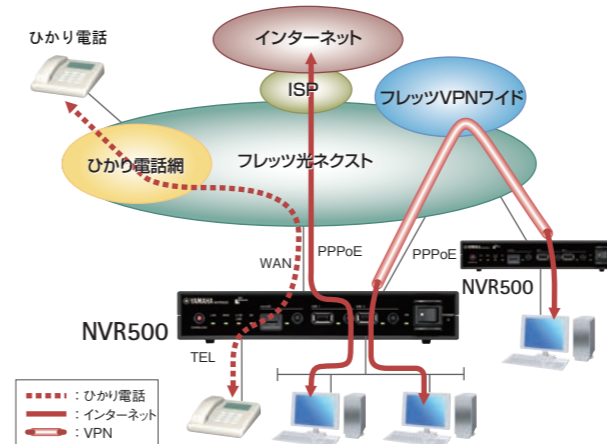 ひかり電話
インターネット
ISP
フレッツVPNワイド
ひかり電話網
フレッツ光ネクスト
WAN
PPPoE
PPPoE
YAMAHA
NVR500
NVR500
TEL
：ひかり電話
：インターネット
：VPN